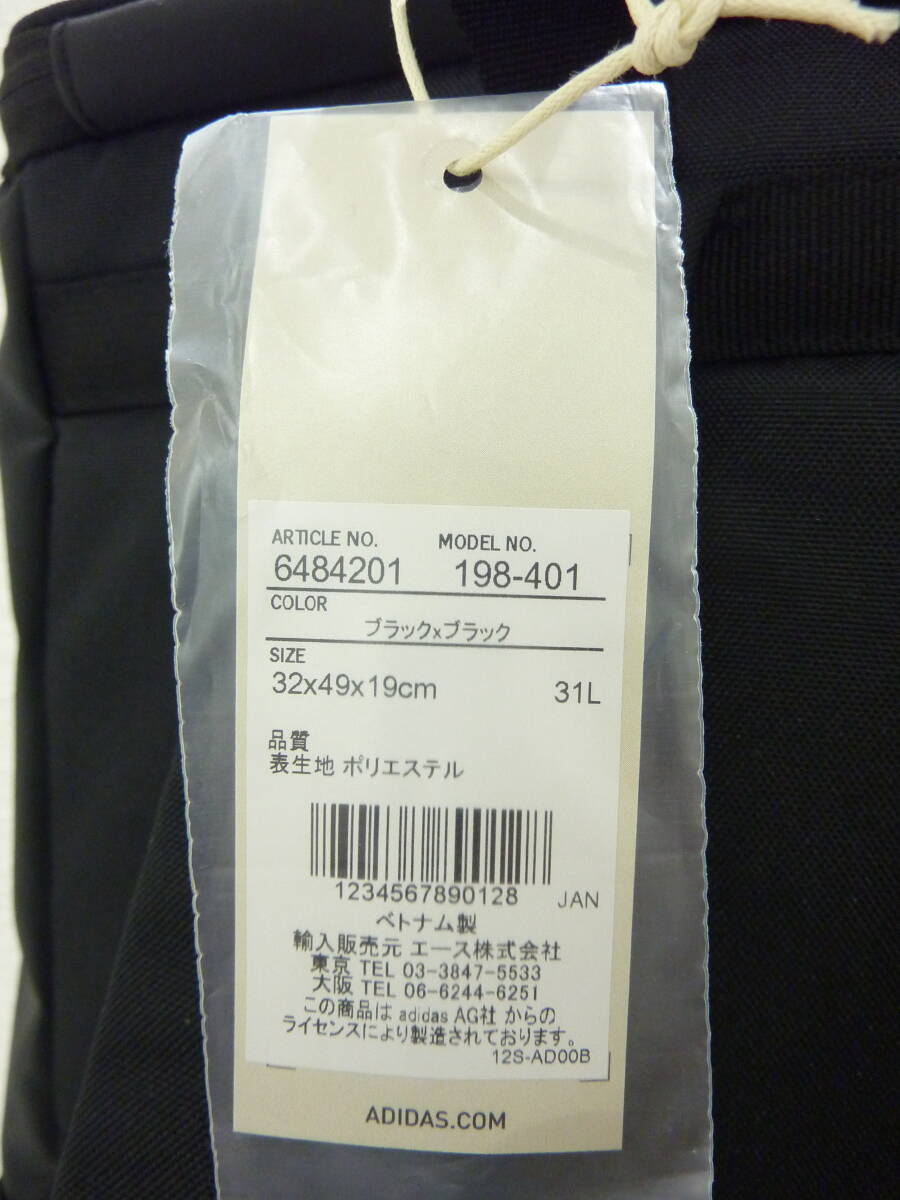 ARTICLE NO. MODEL NO.
6484201 198-401
COLOR
ブラックxブラック
SIZE
32x49x19cm 31L
品質
表生地 ポリエステル
1234567890128 JAN
ベトナム製
輸入販売元 エース株式会社
東京 TEL 03-3847-5533
大阪 TEL 06-6244-6251
この商品は adidas AG社 からの
ライセンスにより製造されております。
12S-AD00B
ADIDAS.COM